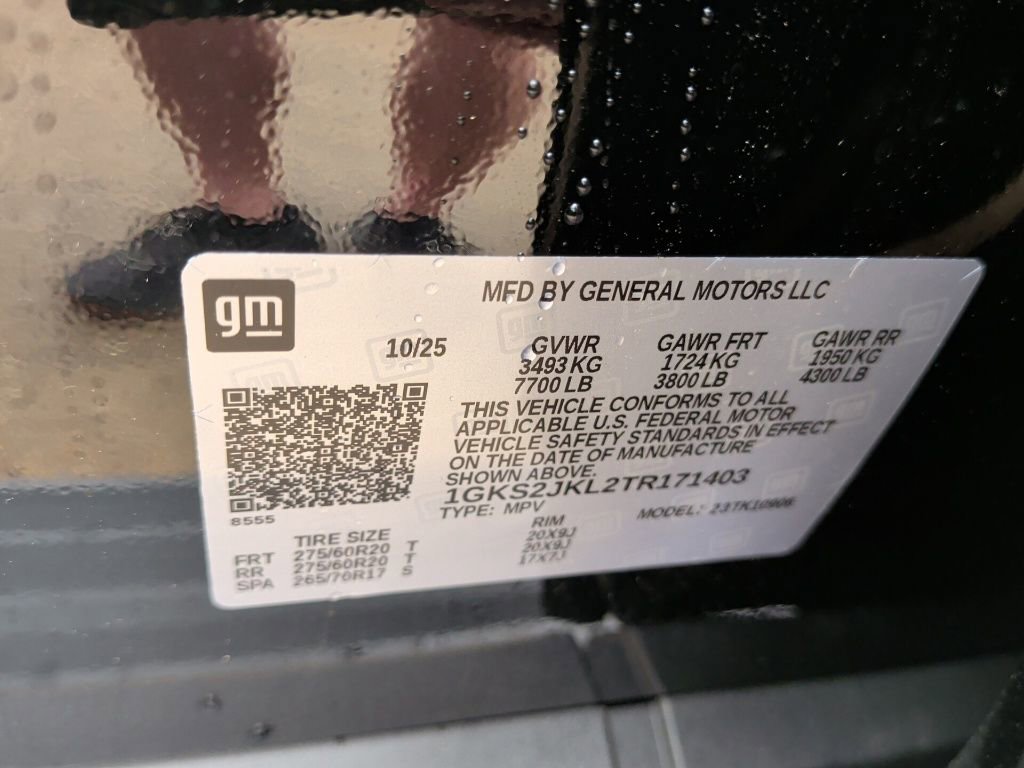 gm
MFD BY GENERAL MOTORS LLC
10/25
GVWR GAWR FRT GAWR RR
3493 KG 1724 KG 1950 KG
7700 LB 3800 LB 4300 LB
THIS VEHICLE CONFORMS TO ALL
APPLICABLE U.S. FEDERAL MOTOR
VEHICLE SAFETY STANDARDS IN EFFECT
ON THE DATE OF MANUFACTURE
SHOWN ABOVE.
1GKS2JKL2TR171403
TYPE: MPV MODEL: 23TK10906
8555
TIRE SIZE RIM
FRT 275/60R20 T 20X9J
RR 275/60R20 T 20X9J
SPA 265/70R17 S 17X7J